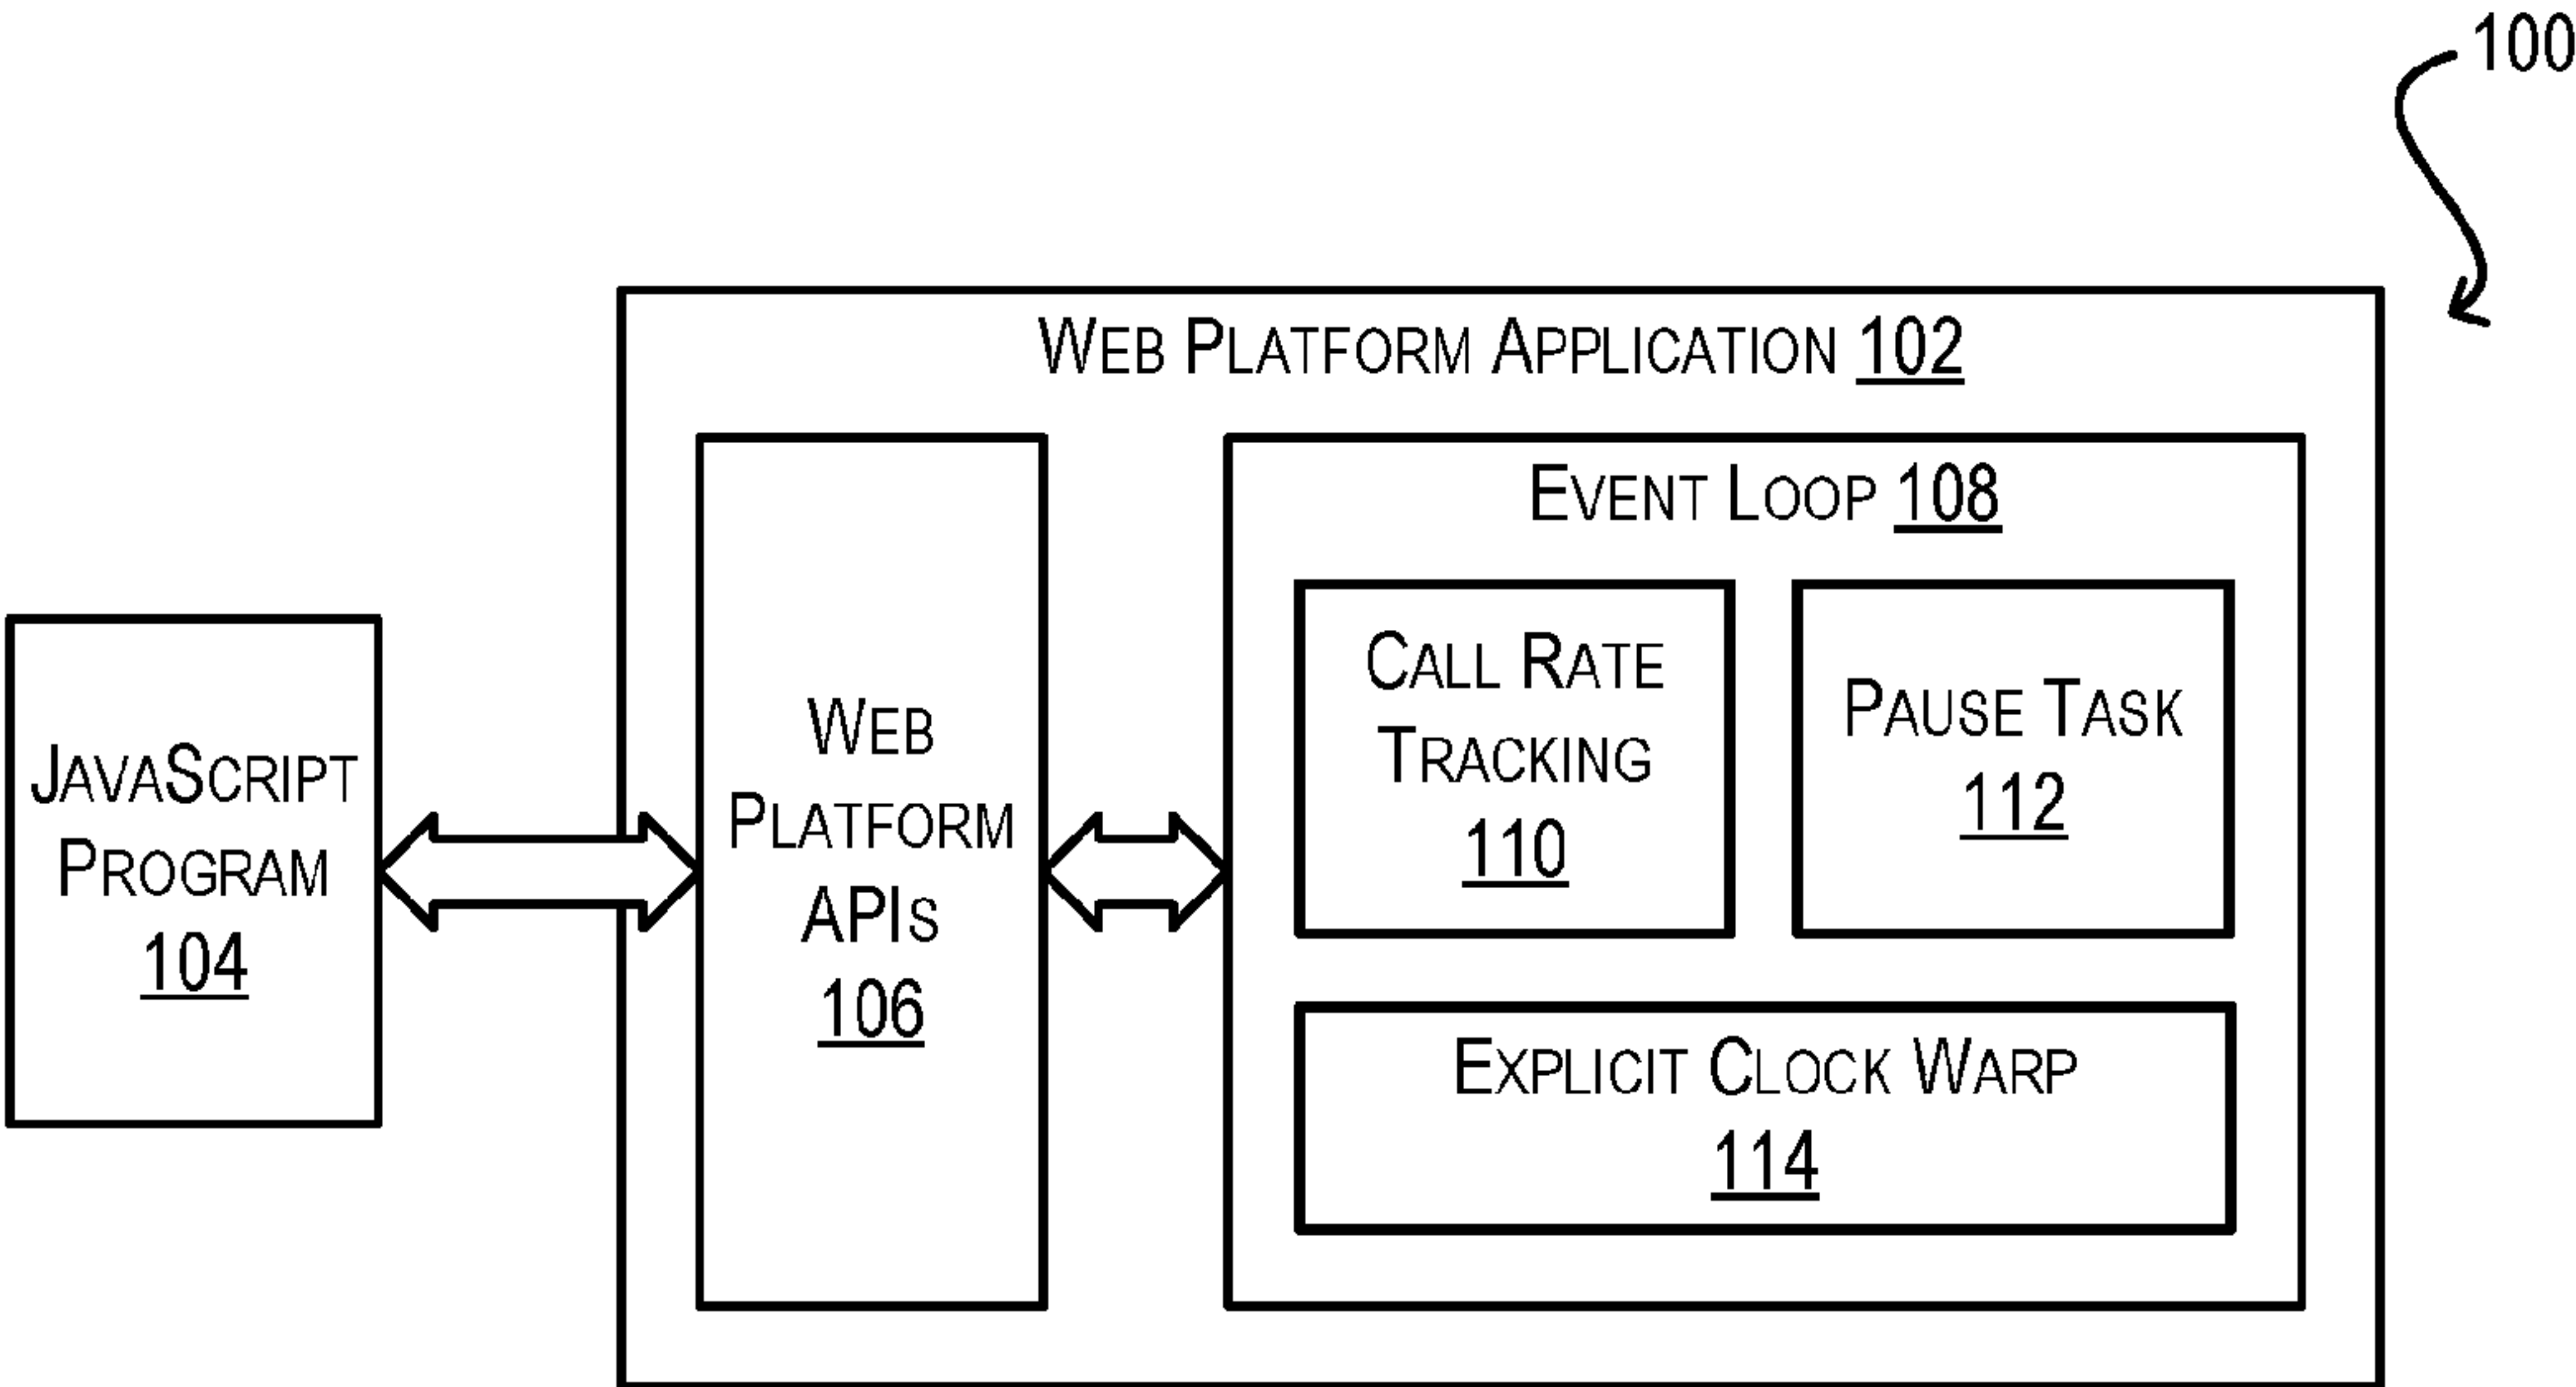 100
Web Platform Application 102
Event Loop 108
JavaScript
Program
104
Web
Platform
APIs
106
Call Rate
Tracking
110
Pause Task
112
Explicit Clock Warp
114